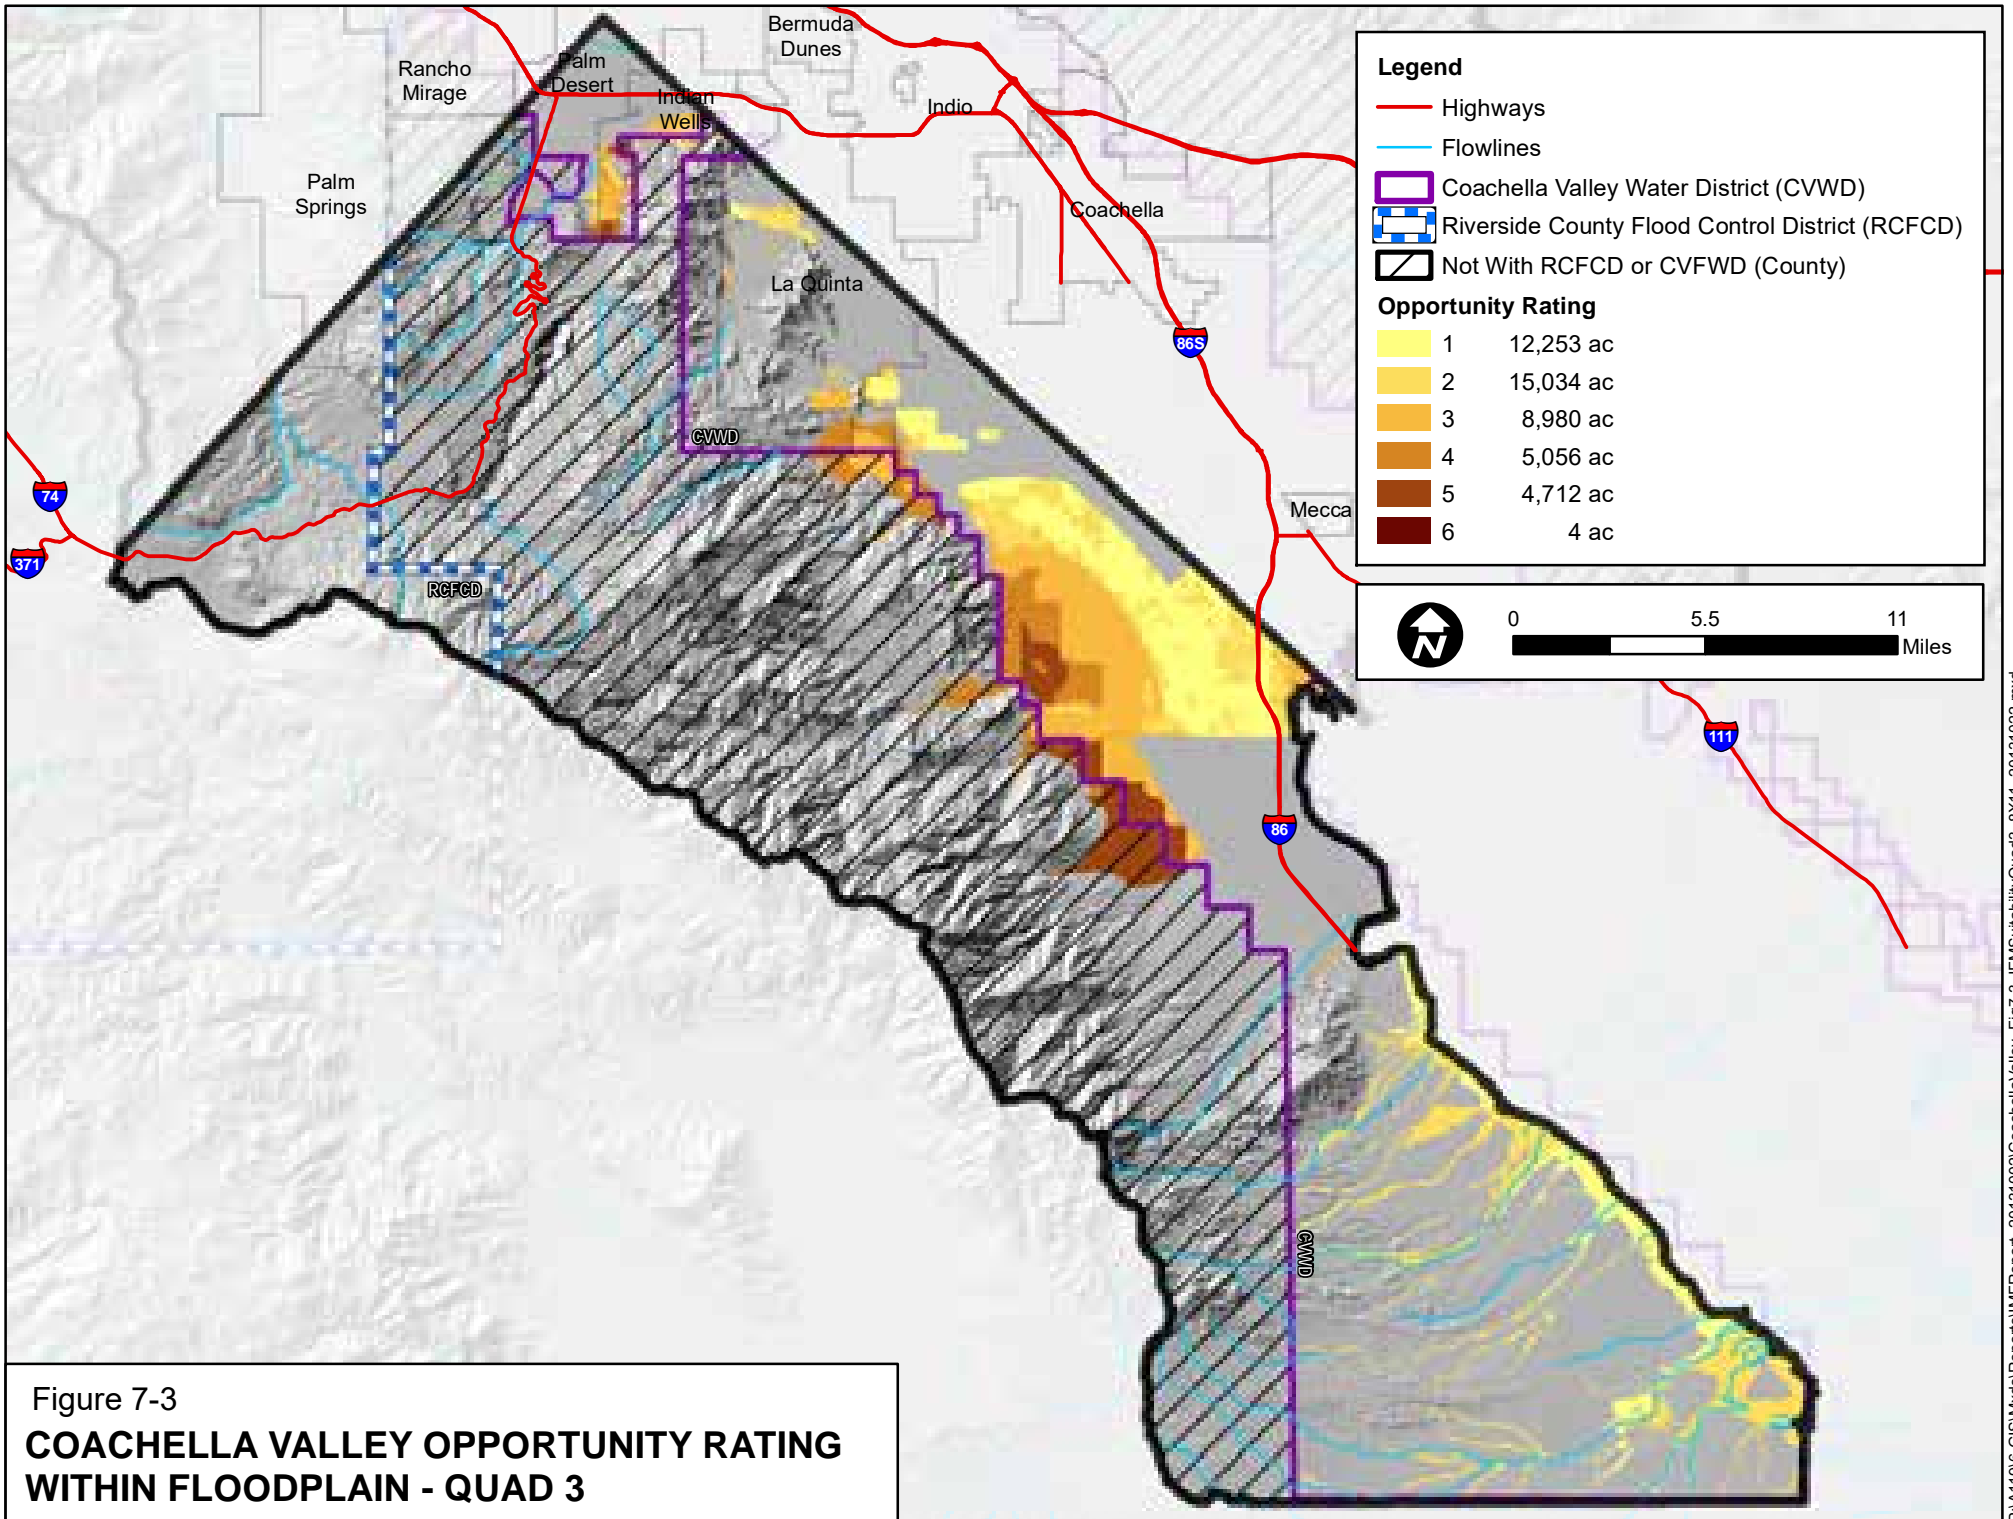 Bermuda
Dunes
Rancho
Mirage
Palm
Desert
Indian
Wells
Indio
Palm
Springs
Coachella
La Quinta
86S
CVWD
74
Mecca
371
RCFCD
111
86
CVWD
Legend
Highways
Flowlines
Coachella Valley Water District (CVWD)
Riverside County Flood Control District (RCFCD)
Not With RCFCD or CVFWD (County)
Opportunity Rating
1 12,253 ac
2 15,034 ac
3 8,980 ac
4 5,056 ac
5 4,712 ac
6 4 ac
N
0 5.5 11
Miles
Figure 7-3
COACHELLA VALLEY OPPORTUNITY RATING
WITHIN FLOODPLAIN - QUAD 3